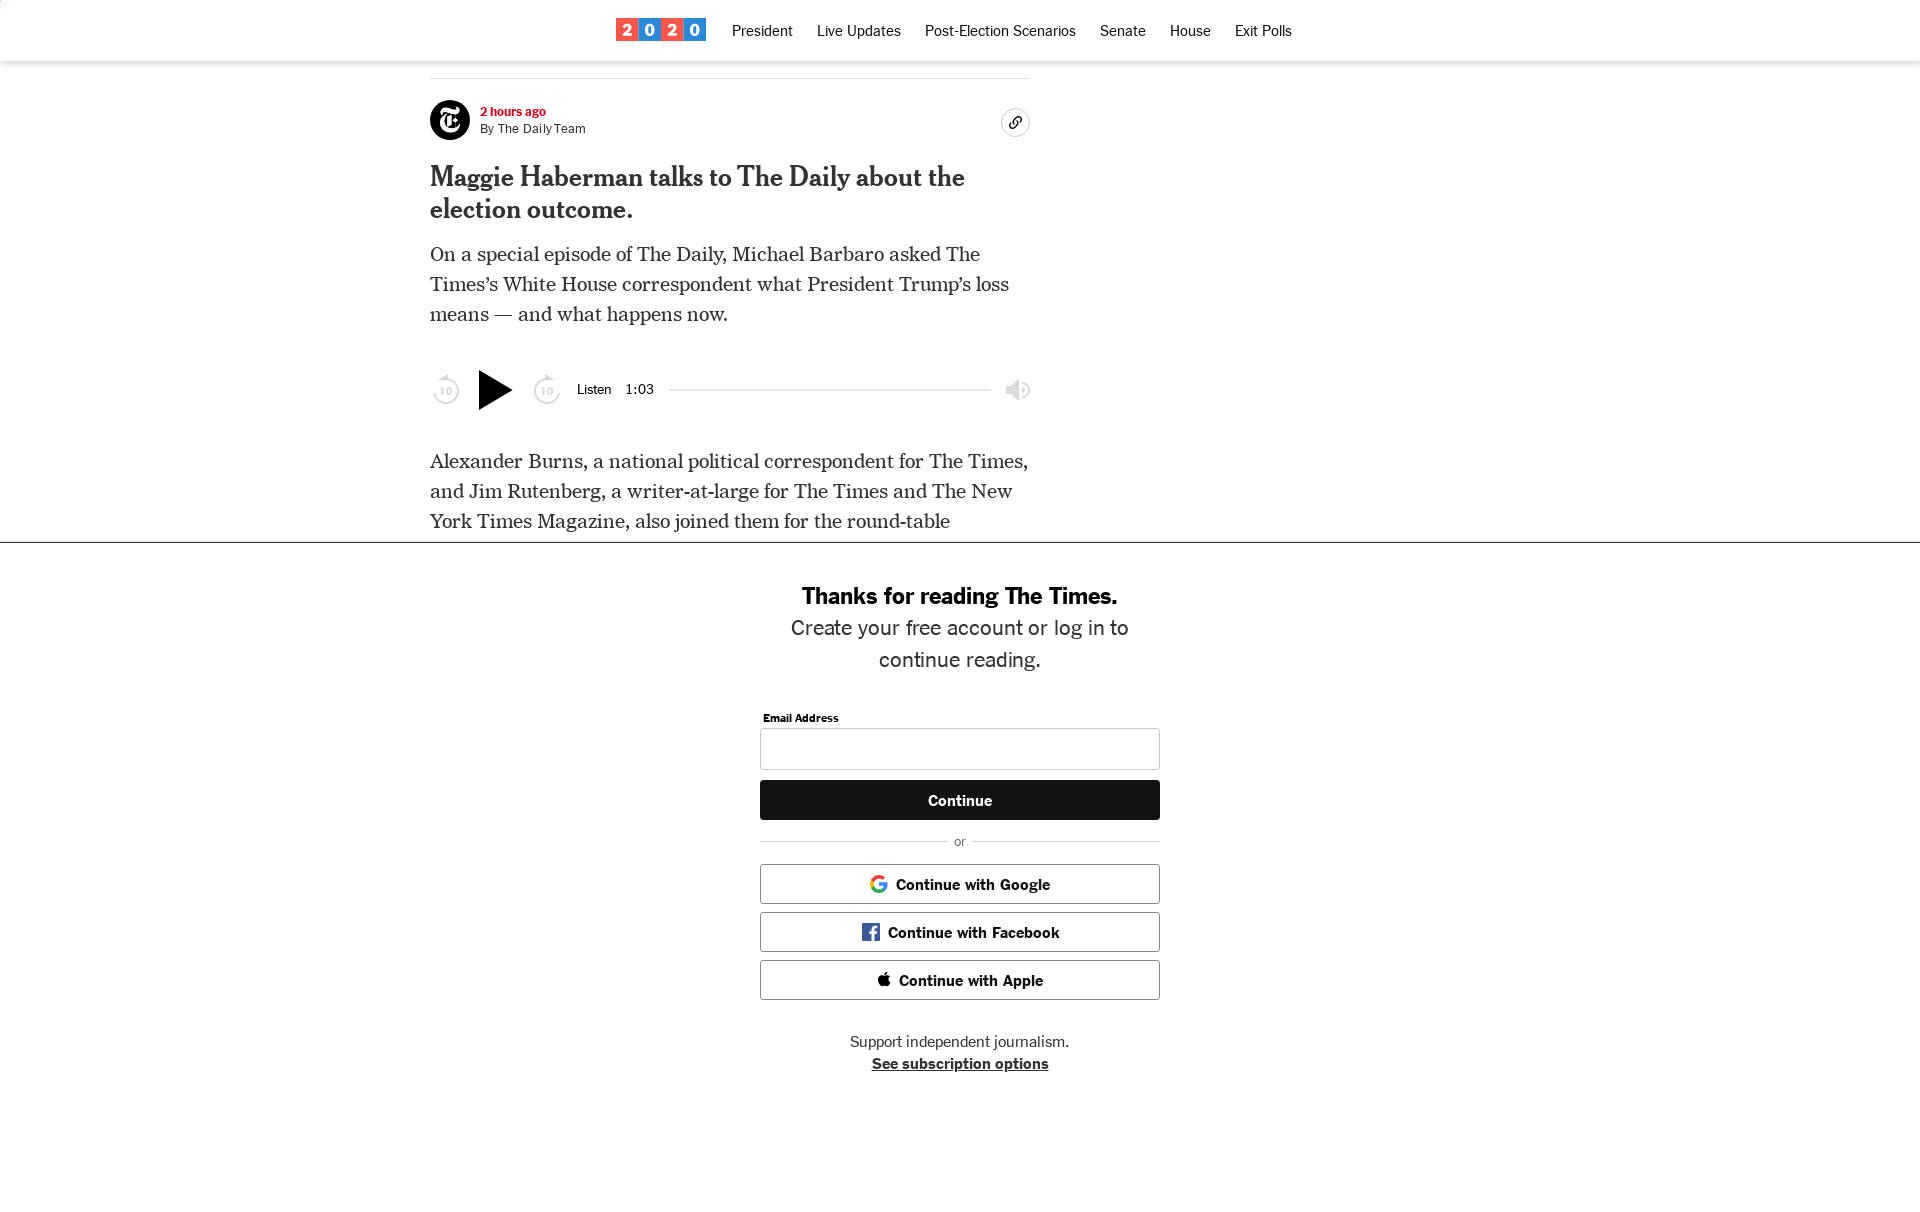 2020 President Live Updates Post-Election Scenarios Senate House Exit Polls
2 hours ago
By The Daily Team
Maggie Haberman talks to The Daily about the
election outcome.
On a special episode of The Daily, Michael Barbaro asked The
Times’s White House correspondent what President Trump’s loss
means — and what happens now.
10 10 Listen 1:03
Alexander Burns, a national political correspondent for The Times,
and Jim Rutenberg, a writer-at-large for The Times and The New
York Times Magazine, also joined them for the round-table
Thanks for reading The Times.
Create your free account or log in to
continue reading.
Email Address
Continue
or
Continue with Google
Continue with Facebook
Continue with Apple
Support independent journalism.
See subscription options